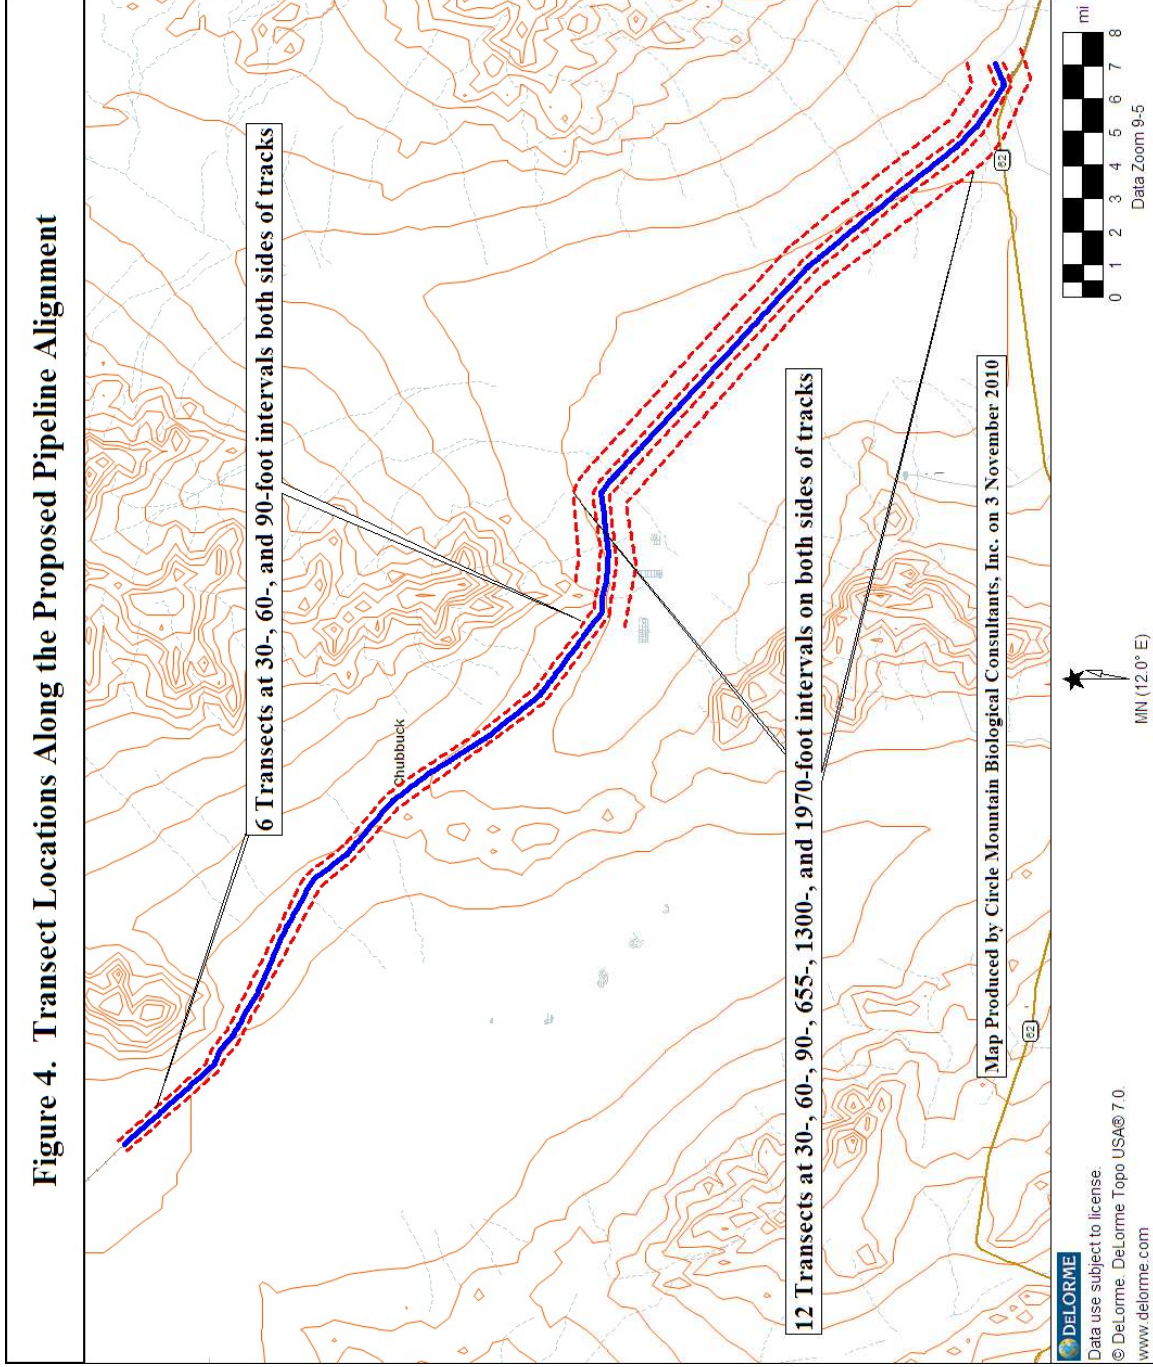 Figure 4. Transect Locations Along the Proposed Pipeline Alignment
6 Transects at 30-, 60-, and 90-foot intervals both sides of tracks
Chubbuck
12 Transects at 30-, 60-, 90-, 655-, 1300-, and 1970-foot intervals on both sides of tracks
62
62
Map Produced by Circle Mountain Biological Consultants, Inc. on 3 November 2010
DELORME
Data use subject to license.
© DeLorme. DeLorme Topo USA® 7.0.
www.delorme.com
MN (12.0° E)
mi
0 1 2 3 4 5 6 7 8
Data Zoom 9-5